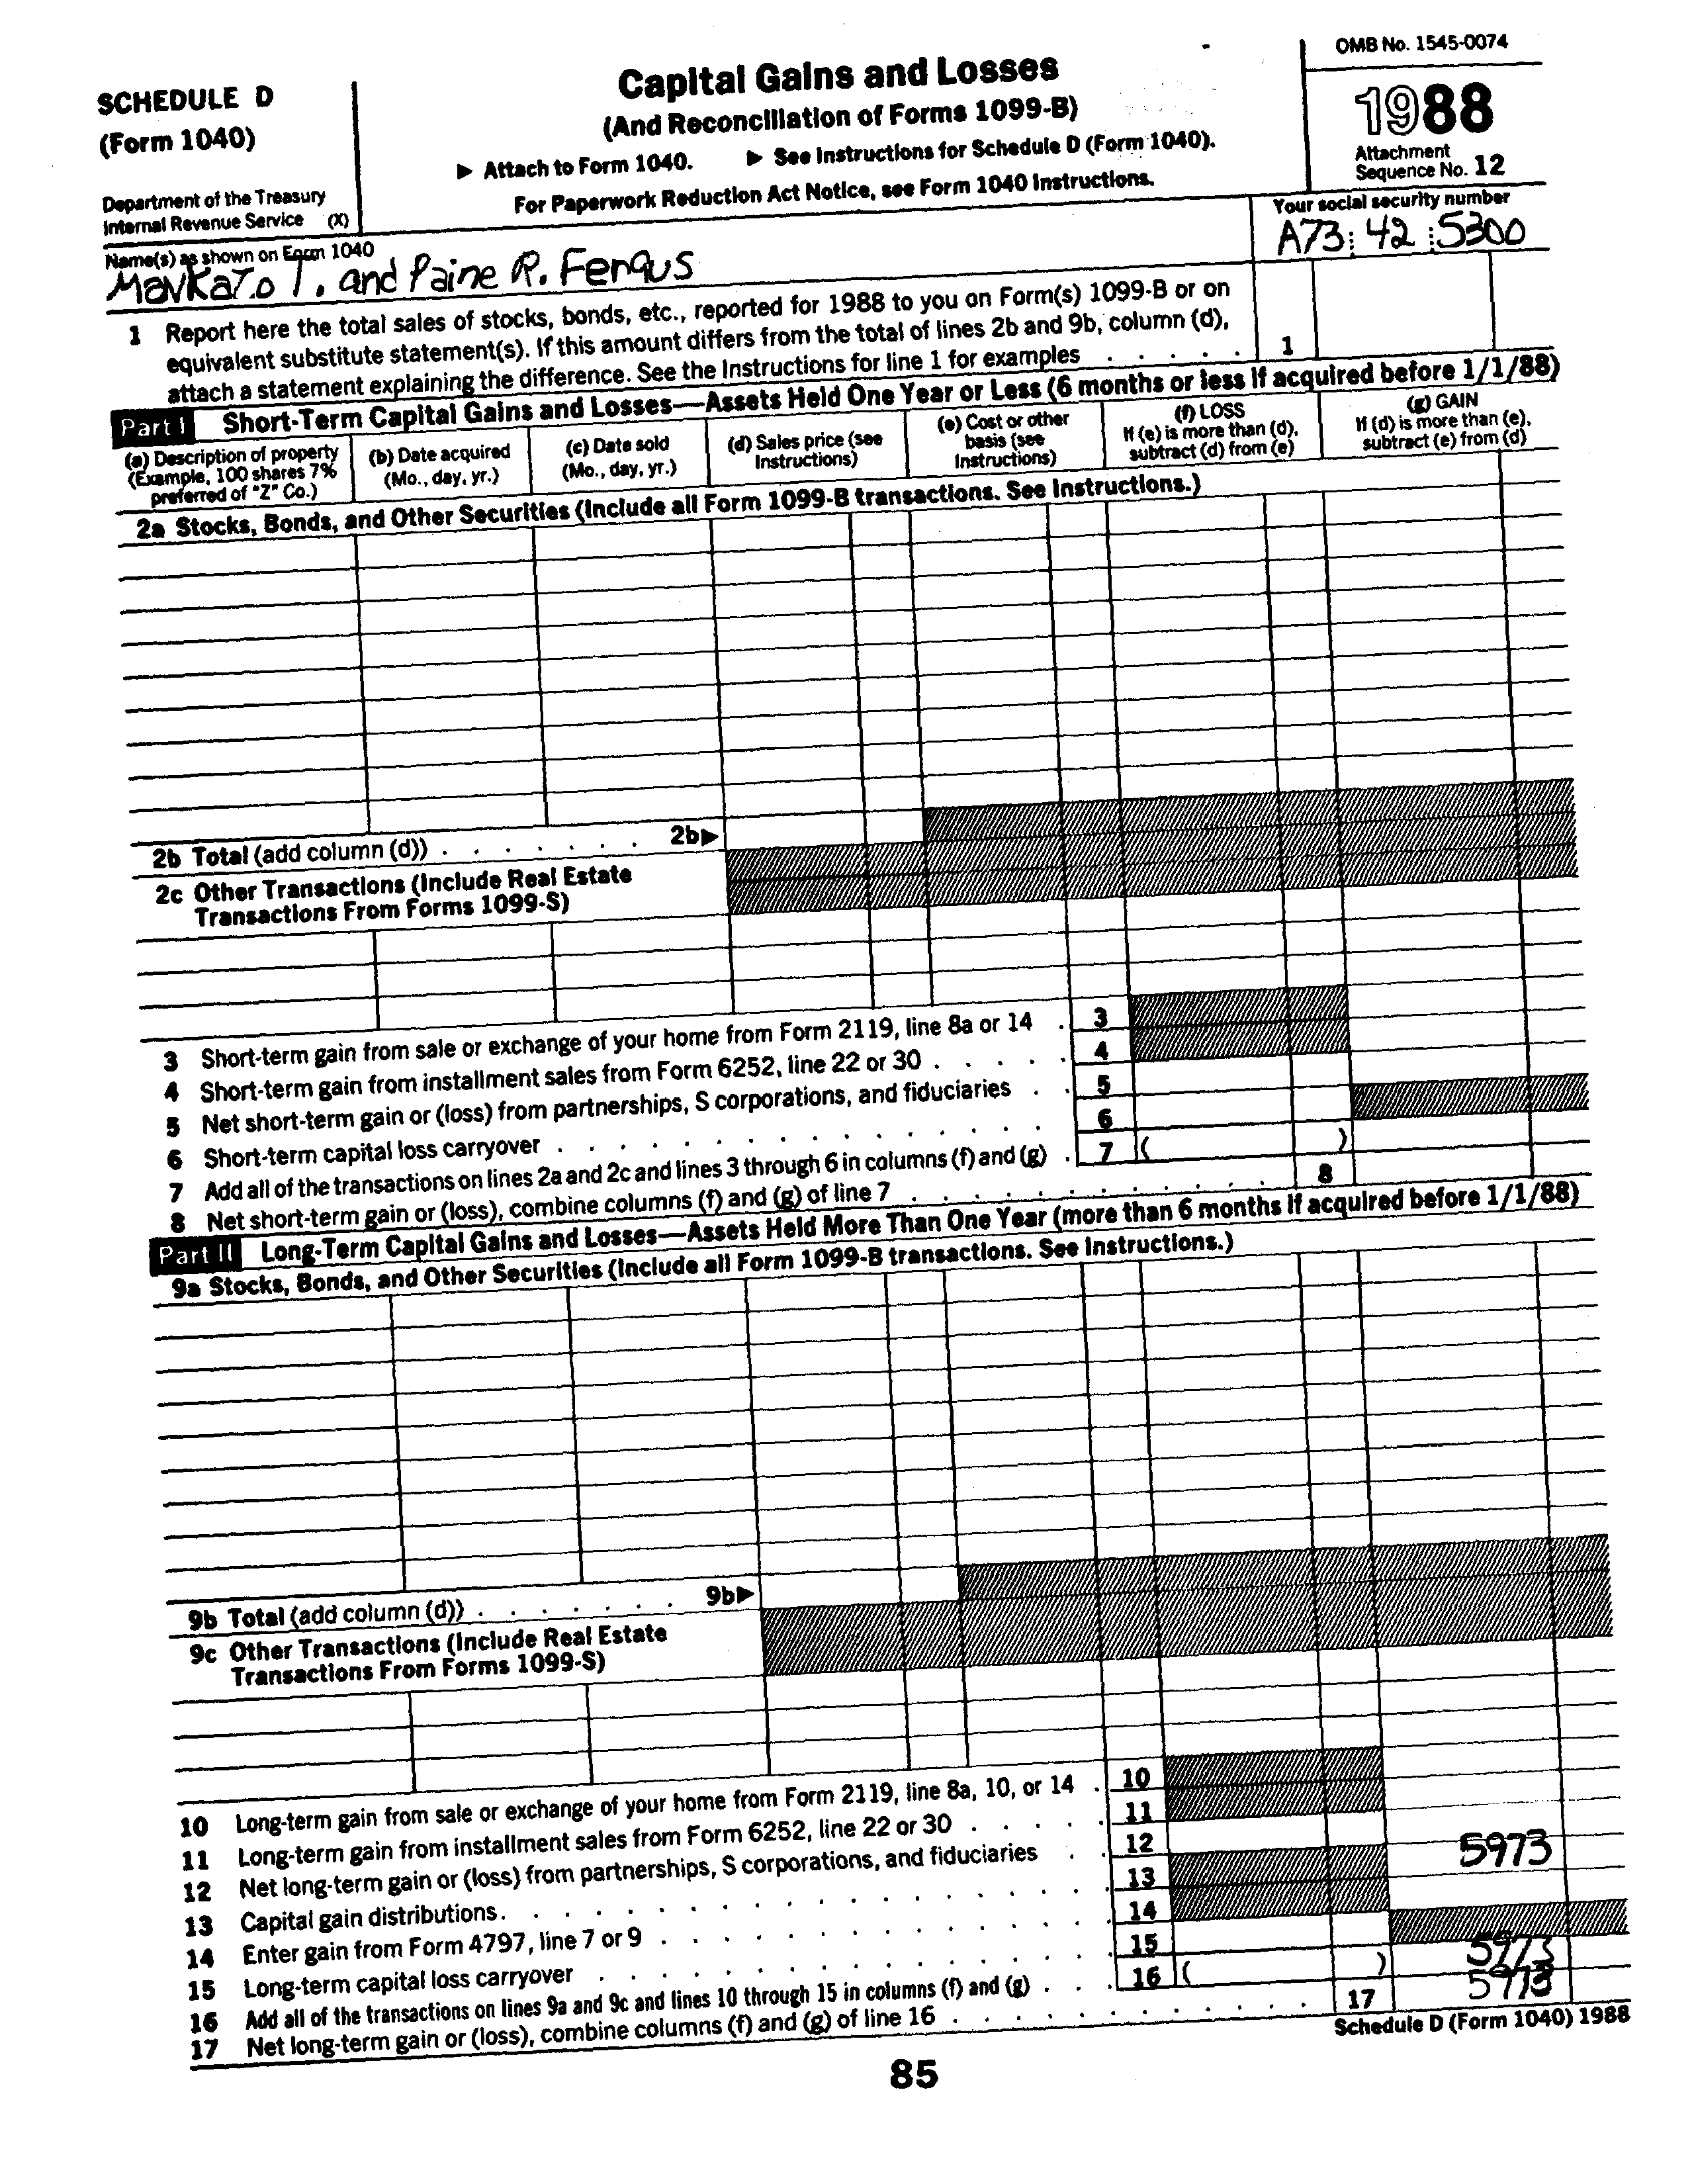 SCHEDULE D
(Form 1040)
Department of the Treasury
Internal Revenue Service (X)
Capital Gains and Losses
(And Reconciliation of Forms 1099-B)
▶ Attach to Form 1040. ▶ See Instructions for Schedule D (Form 1040).
For Paperwork Reduction Act Notice, see Form 1040 Instructions.
OMB No. 1545-0074
1988
Attachment
Sequence No. 12
Name(s) as shown on Form 1040
T. and Paine R. Fergus
Your social security number
A73 42 5300
1 Report here the total sales of stocks, bonds, etc., reported for 1988 to you on Form(s) 1099-B or on
equivalent substitute statement(s). If this amount differs from the total of lines 2b and 9b, column (d),
attach a statement explaining the difference. See the Instructions for line 1 for examples . . . . . 1
Part I Short-Term Capital Gains and Losses—Assets Held One Year or Less (6 months or less if acquired before 1/1/88)
(a) Description of property
(Example, 100 shares 7%
preferred of "Z" Co.)
(b) Date acquired
(Mo., day, yr.)
(c) Date sold
(Mo., day, yr.)
(d) Sales price (see
Instructions)
(e) Cost or other
basis (see
Instructions)
(f) LOSS
If (e) is more than (d),
subtract (d) from (e)
(g) GAIN
If (d) is more than (e),
subtract (e) from (d)
2a Stocks, Bonds, and Other Securities (Include all Form 1099-B transactions. See Instructions.)
2b Total (add column (d)) . . . . . . . 2b▶
2c Other Transactions (Include Real Estate
Transactions From Forms 1099-S)
3 Short-term gain from sale or exchange of your home from Form 2119, line 8a or 14 . 3
4 Short-term gain from installment sales from Form 6252, line 22 or 30 . . . . . 4
5 Net short-term gain or (loss) from partnerships, S corporations, and fiduciaries . . 5
6 Short-term capital loss carryover . . . . . . . . . . . . . . . 6
7 Add all of the transactions on lines 2a and 2c and lines 3 through 6 in columns (f) and (g) . 7 ( )
8 Net short-term gain or (loss), combine columns (f) and (g) of line 7 . . . . . . . . . . . 8
Part II Long-Term Capital Gains and Losses—Assets Held More Than One Year (more than 6 months if acquired before 1/1/88)
9a Stocks, Bonds, and Other Securities (Include all Form 1099-B transactions. See Instructions.)
9b Total (add column (d)) . . . . . . . 9b▶
9c Other Transactions (Include Real Estate
Transactions From Forms 1099-S)
10 Long-term gain from sale or exchange of your home from Form 2119, line 8a, 10, or 14 . 10
11 Long-term gain from installment sales from Form 6252, line 22 or 30 . . . . . 11
12 Net long-term gain or (loss) from partnerships, S corporations, and fiduciaries . . 12 5973
13 Capital gain distributions . . . . . . . . . . . . . . . . . 13
14 Enter gain from Form 4797, line 7 or 9 . . . . . . . . . . . . . 14
15 Long-term capital loss carryover . . . . . . . . . . . . . . . 15
16 Add all of the transactions on lines 9a and 9c and lines 10 through 15 in columns (f) and (g) . . . 16 ( ) 5973
17 Net long-term gain or (loss), combine columns (f) and (g) of line 16 . . . . . . . . . . . 17 5973
Schedule D (Form 1040) 1988
85